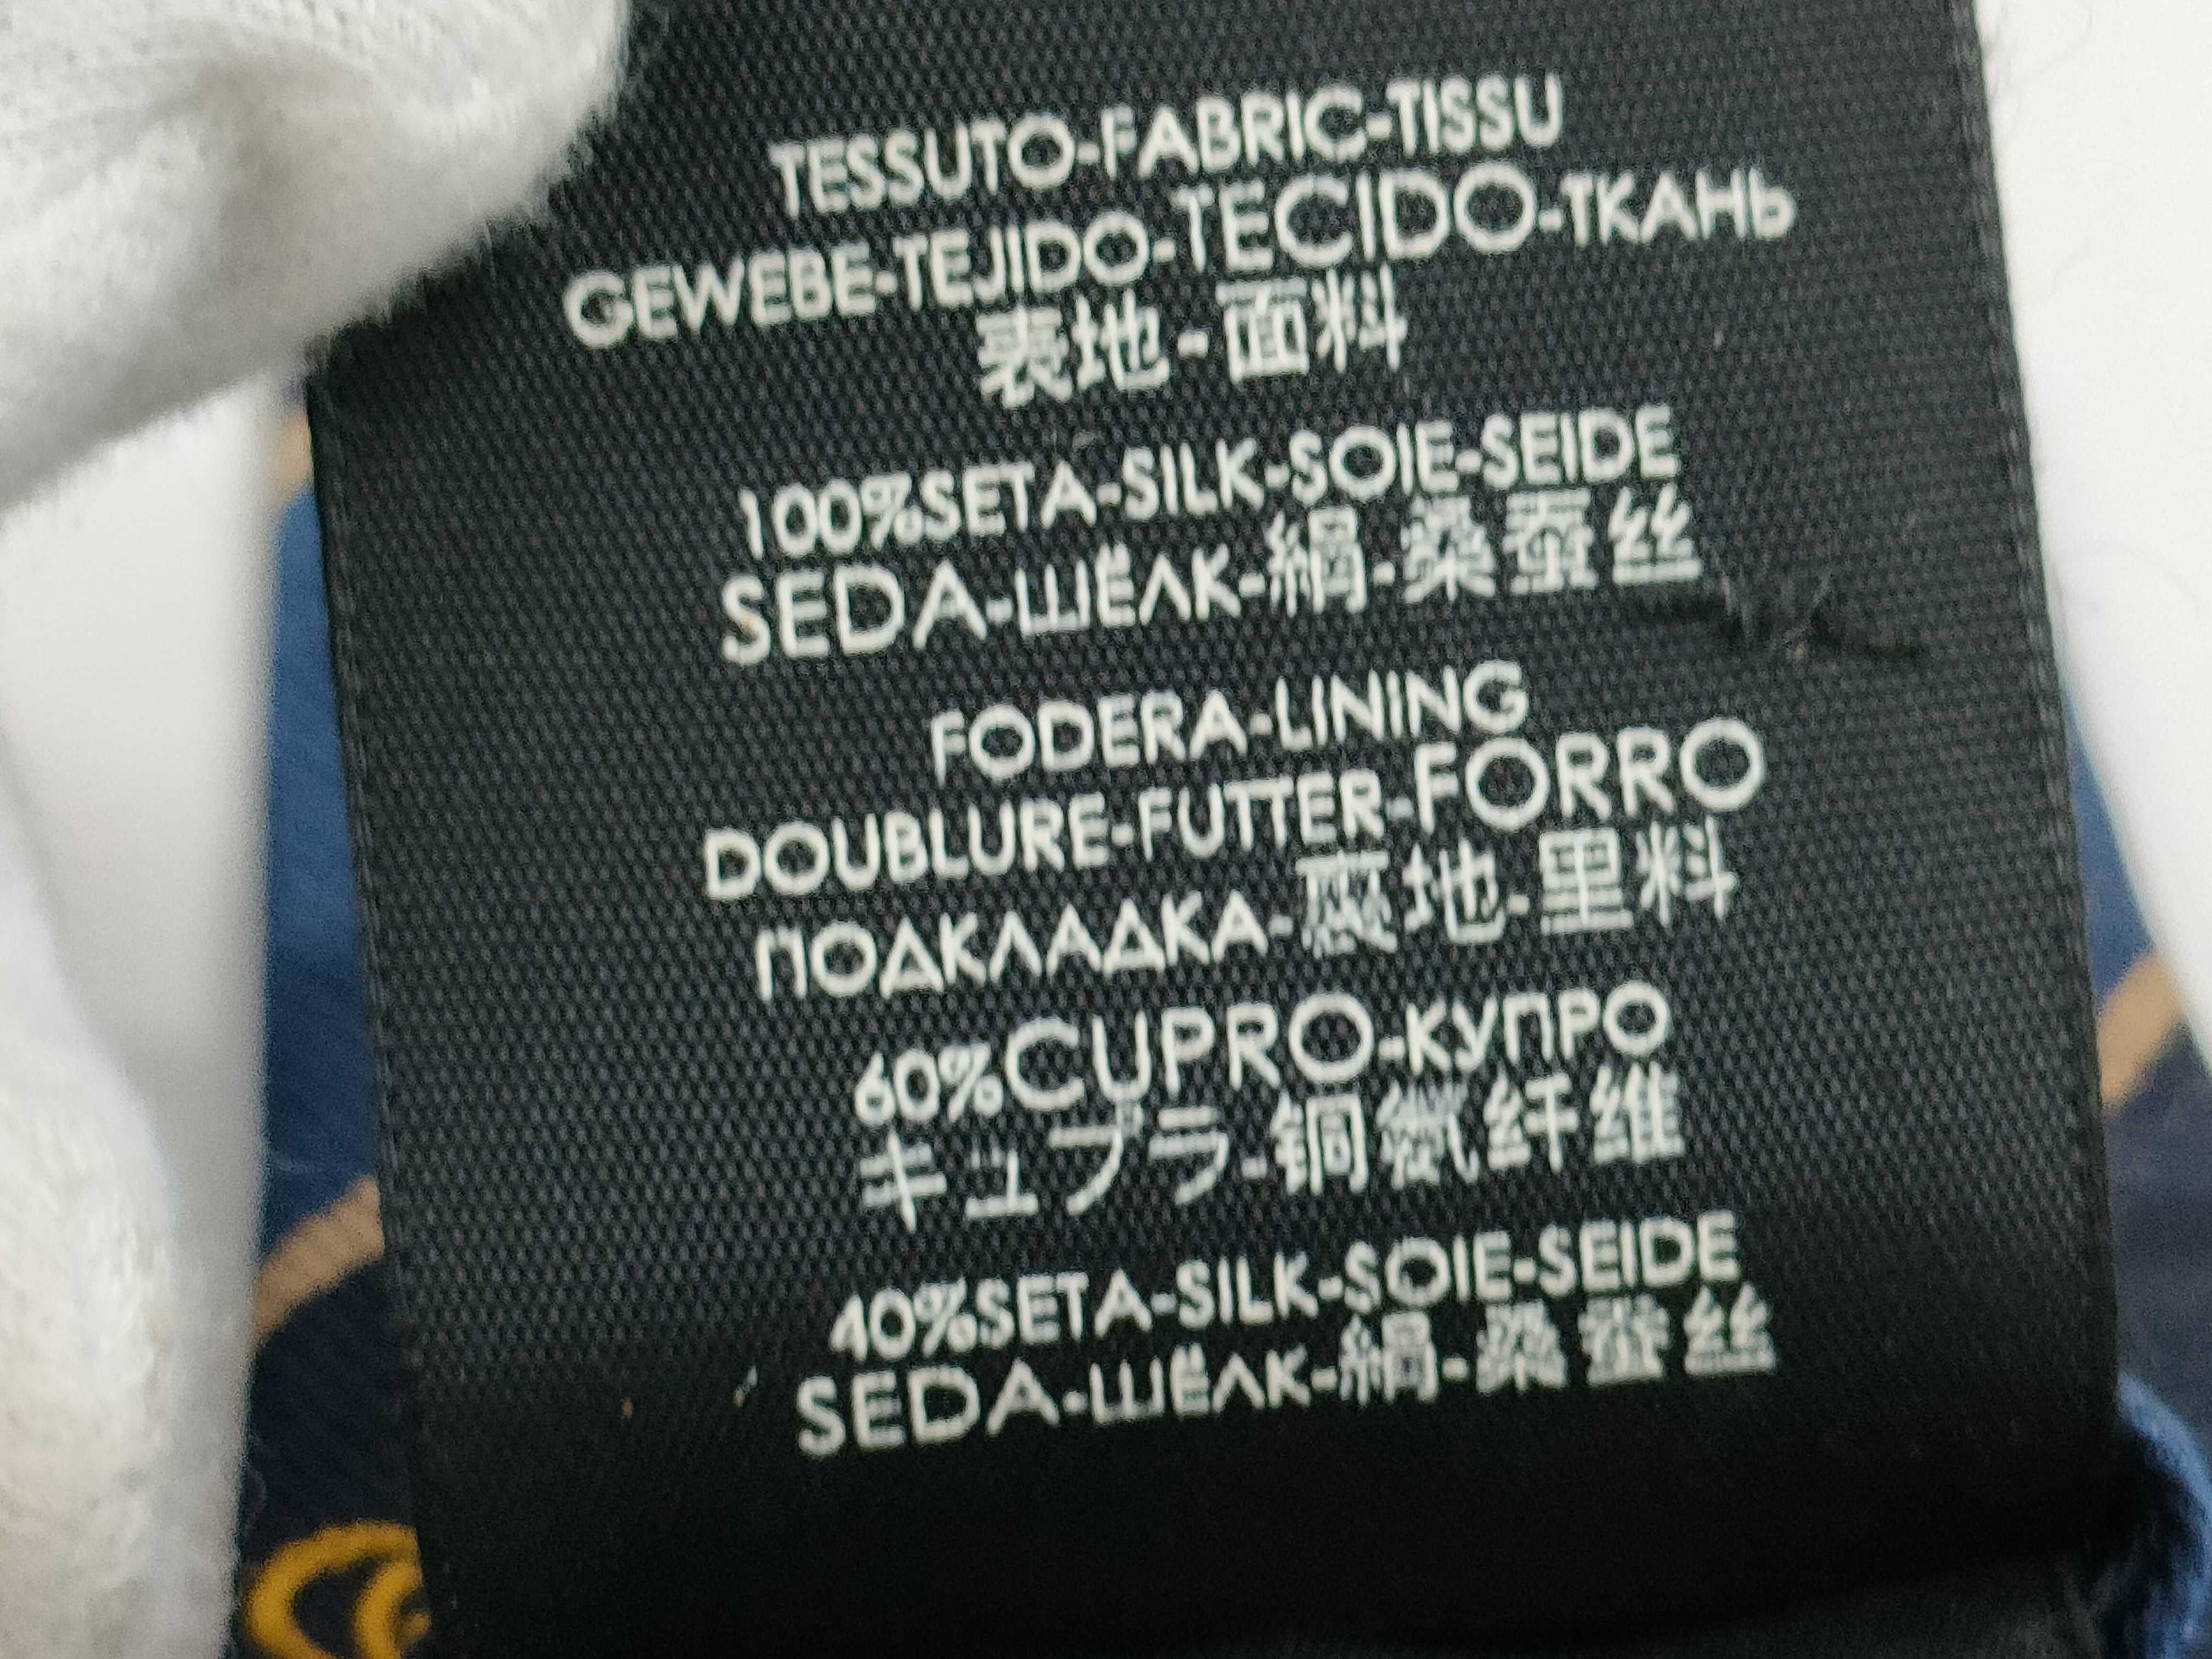 TESSUTO-FABRIC-TISSU
GEWEBE-TEJIDO-TECIDO-ТКАНЬ
表地-面料
100%SETA-SILK-SOIE-SEIDE
SEDA-ШЁЛК-絹-桑蚕丝
FODERA-LINING
DOUBLURE-FUTTER-FORRO
ПОДКЛАДКА-裏地-里料
60%CUPRO-КУПРО
キュプラ-铜氨纤维
40%SETA-SILK-SOIE-SEIDE
SEDA-ШЁЛК-絹-桑蚕丝